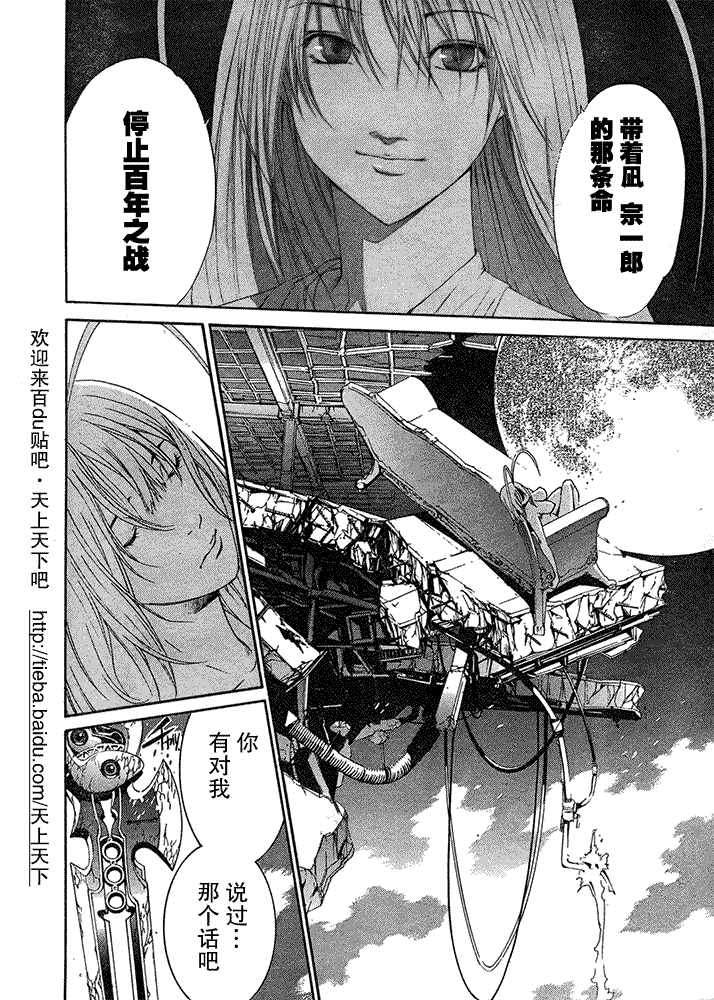 带着凪 宗一郎
的那条命
停止百年之战
你
有对我
说过…
那个话吧
欢迎来百du贴吧·天上天下吧 http://tieba.baidu.com/天上天下